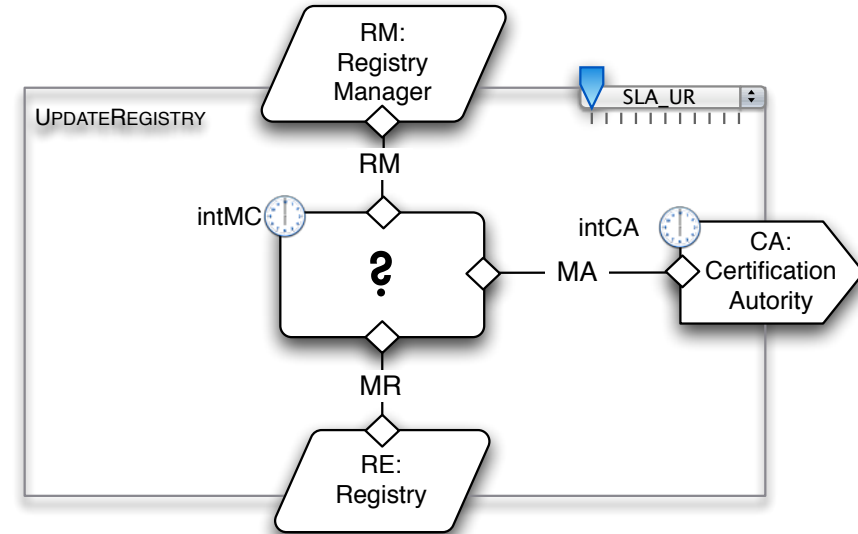 RM:
Registry
Manager
SLA_UR
UPDATEREGISTRY
RM
intMC
intCA
CA:
Certification
Autority
MA
?
MR
RE:
Registry